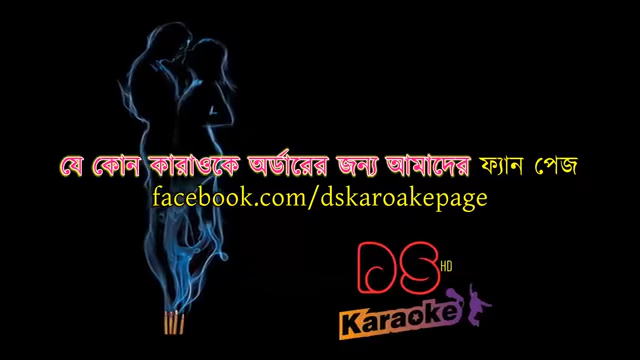 যে কোন কারাওকে অর্ডারের জন্য আমাদের ফ্যান পেজ
facebook.com/dskaroakepage
DS HD
Karaoke